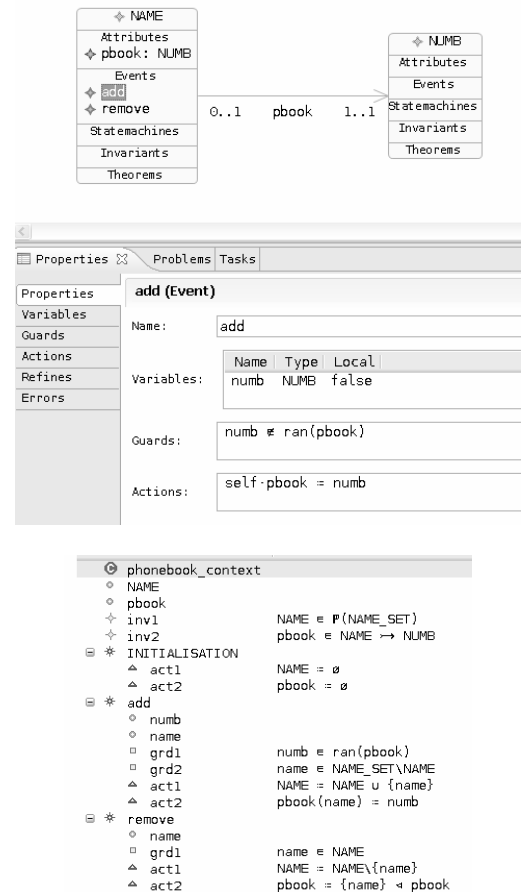 NAME
Attributes
pbook: NUMB
Events
add
remove
Statemachines
Invariants
Theorems
0..1 pbook 1..1
NUMB
Attributes
Events
Statemachines
Invariants
Theorems
Properties Problems Tasks
Properties
Variables
Guards
Actions
Refines
Errors
add (Event)
Name: add
Name Type Local
Variables: numb NUMB false
Guards: numb ∉ ran(pbook)
Actions: self·pbook ≔ numb
phonebook_context
NAME
pbook
inv1 NAME ∈ ℙ(NAME_SET)
inv2 pbook ∈ NAME ↣ NUMB
INITIALISATION
act1 NAME ≔ ∅
act2 pbook ≔ ∅
add
numb
name
grd1 numb ∈ ran(pbook)
grd2 name ∈ NAME_SET\NAME
act1 NAME ≔ NAME ∪ {name}
act2 pbook(name) ≔ numb
remove
name
grd1 name ∈ NAME
act1 NAME ≔ NAME\{name}
act2 pbook ≔ {name} ⩤ pbook